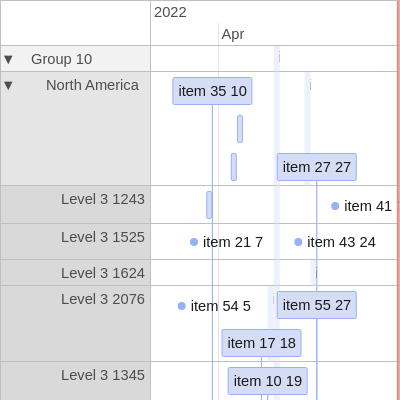 2022
Apr
▼ Group 10
i
▼ North America
i
item 35 10
item 27 27
Level 3 1243
item 41
Level 3 1525
item 21 7
item 43 24
Level 3 1624
i
Level 3 2076
i
item 54 5
item 55 27
item 17 18
Level 3 1345
item 10 19